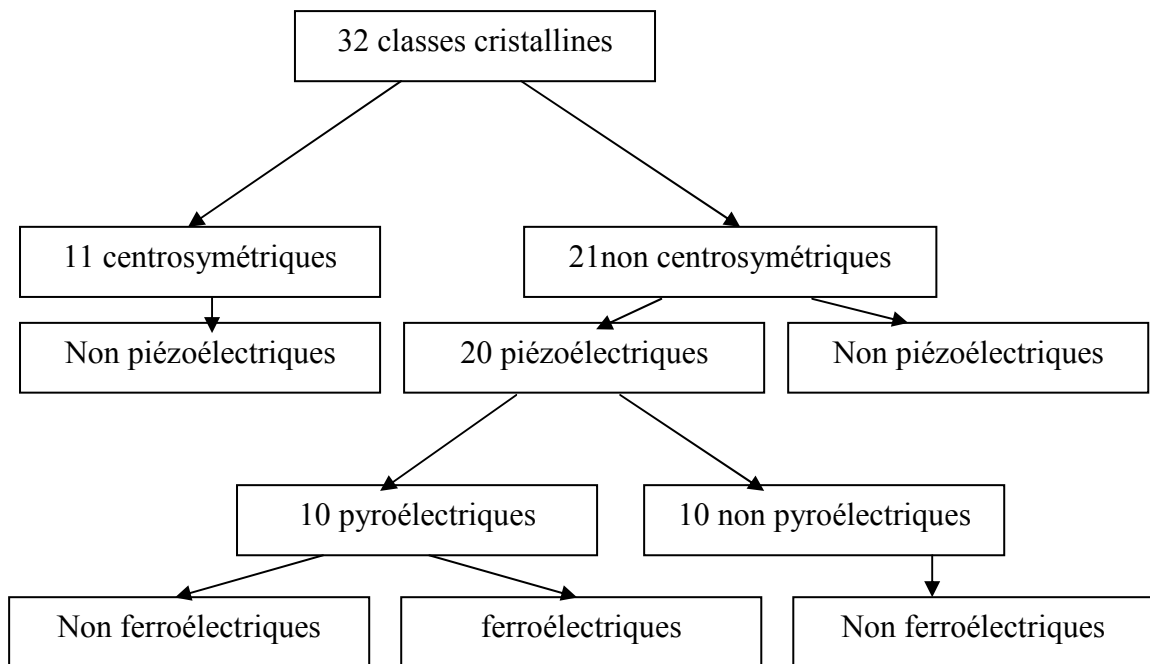 32 classes cristallines
11 centrosymétriques
21non centrosymétriques
Non piézoélectriques
20 piézoélectriques
Non piézoélectriques
10 pyroélectriques
10 non pyroélectriques
Non ferroélectriques
ferroélectriques
Non ferroélectriques